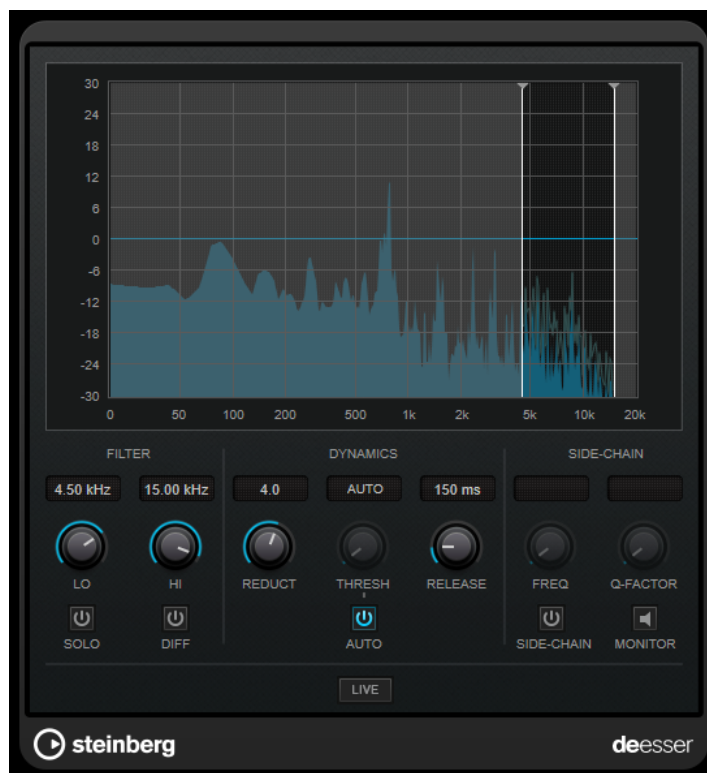 30
24
18
12
6
0
-6
-12
-18
-24
-30
0 50 100 200 500 1k 2k 5k 10k 20k
FILTER DYNAMICS SIDE-CHAIN
4.50 kHz 15.00 kHz 4.0 AUTO 150 ms
LO HI REDUCT THRESH RELEASE FREQ Q-FACTOR
SOLO DIFF AUTO SIDE-CHAIN MONITOR
LIVE
steinberg deesser